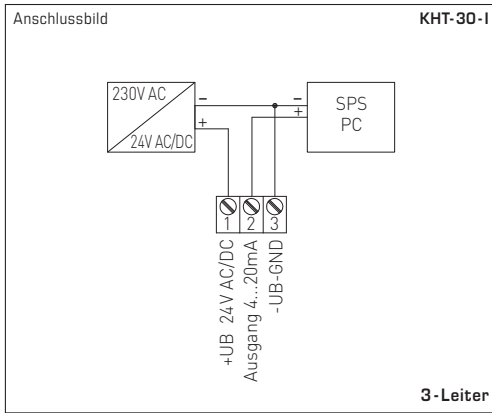 Anschlussbild
KHT-30-I
230V AC
24V AC/DC
–
+
–
+
SPS
PC
1 2 3
+UB 24V AC/DC
Ausgang 4...20mA
-UB-GND
3-Leiter